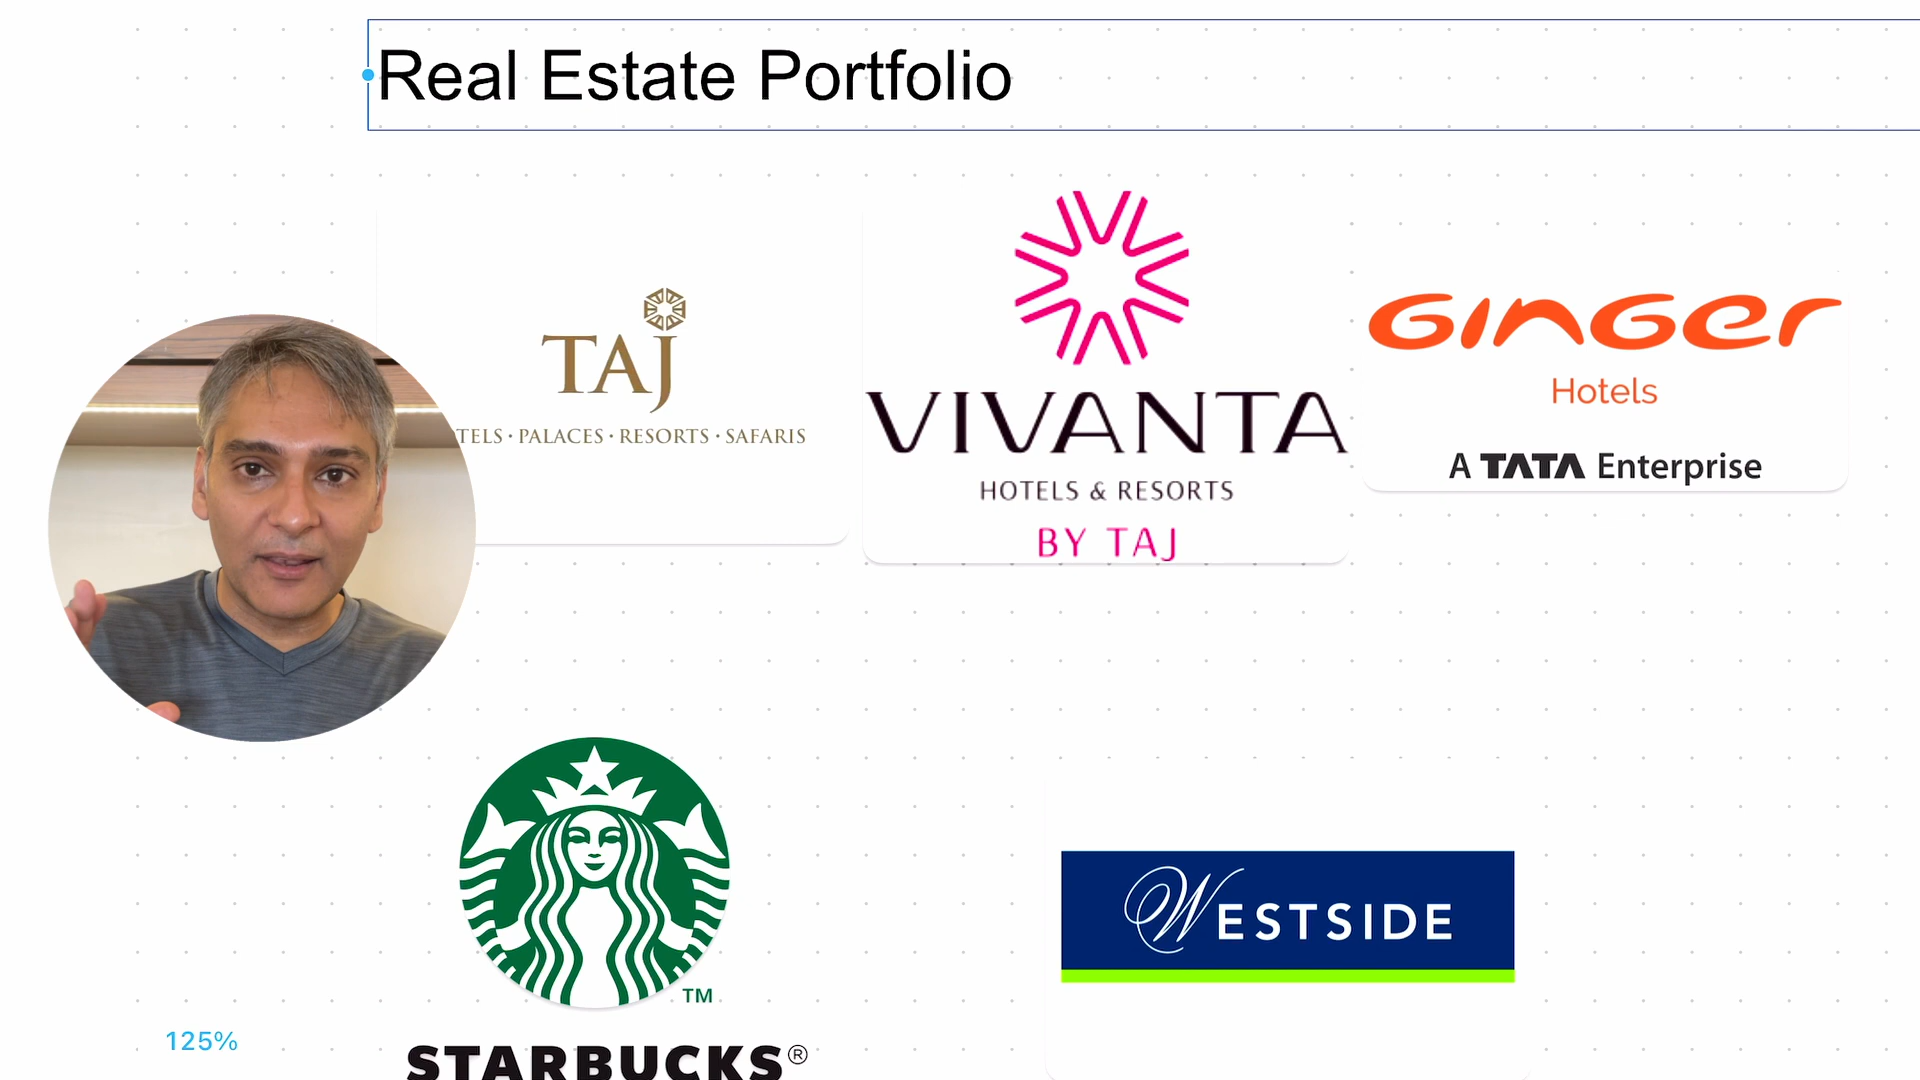 Real Estate Portfolio
TAJ
TELS · PALACES · RESORTS · SAFARIS
VIVANTA
HOTELS & RESORTS
BY TAJ
GINGER
Hotels
A TATA Enterprise
TM
STARBUCKS®
WESTSIDE
125%